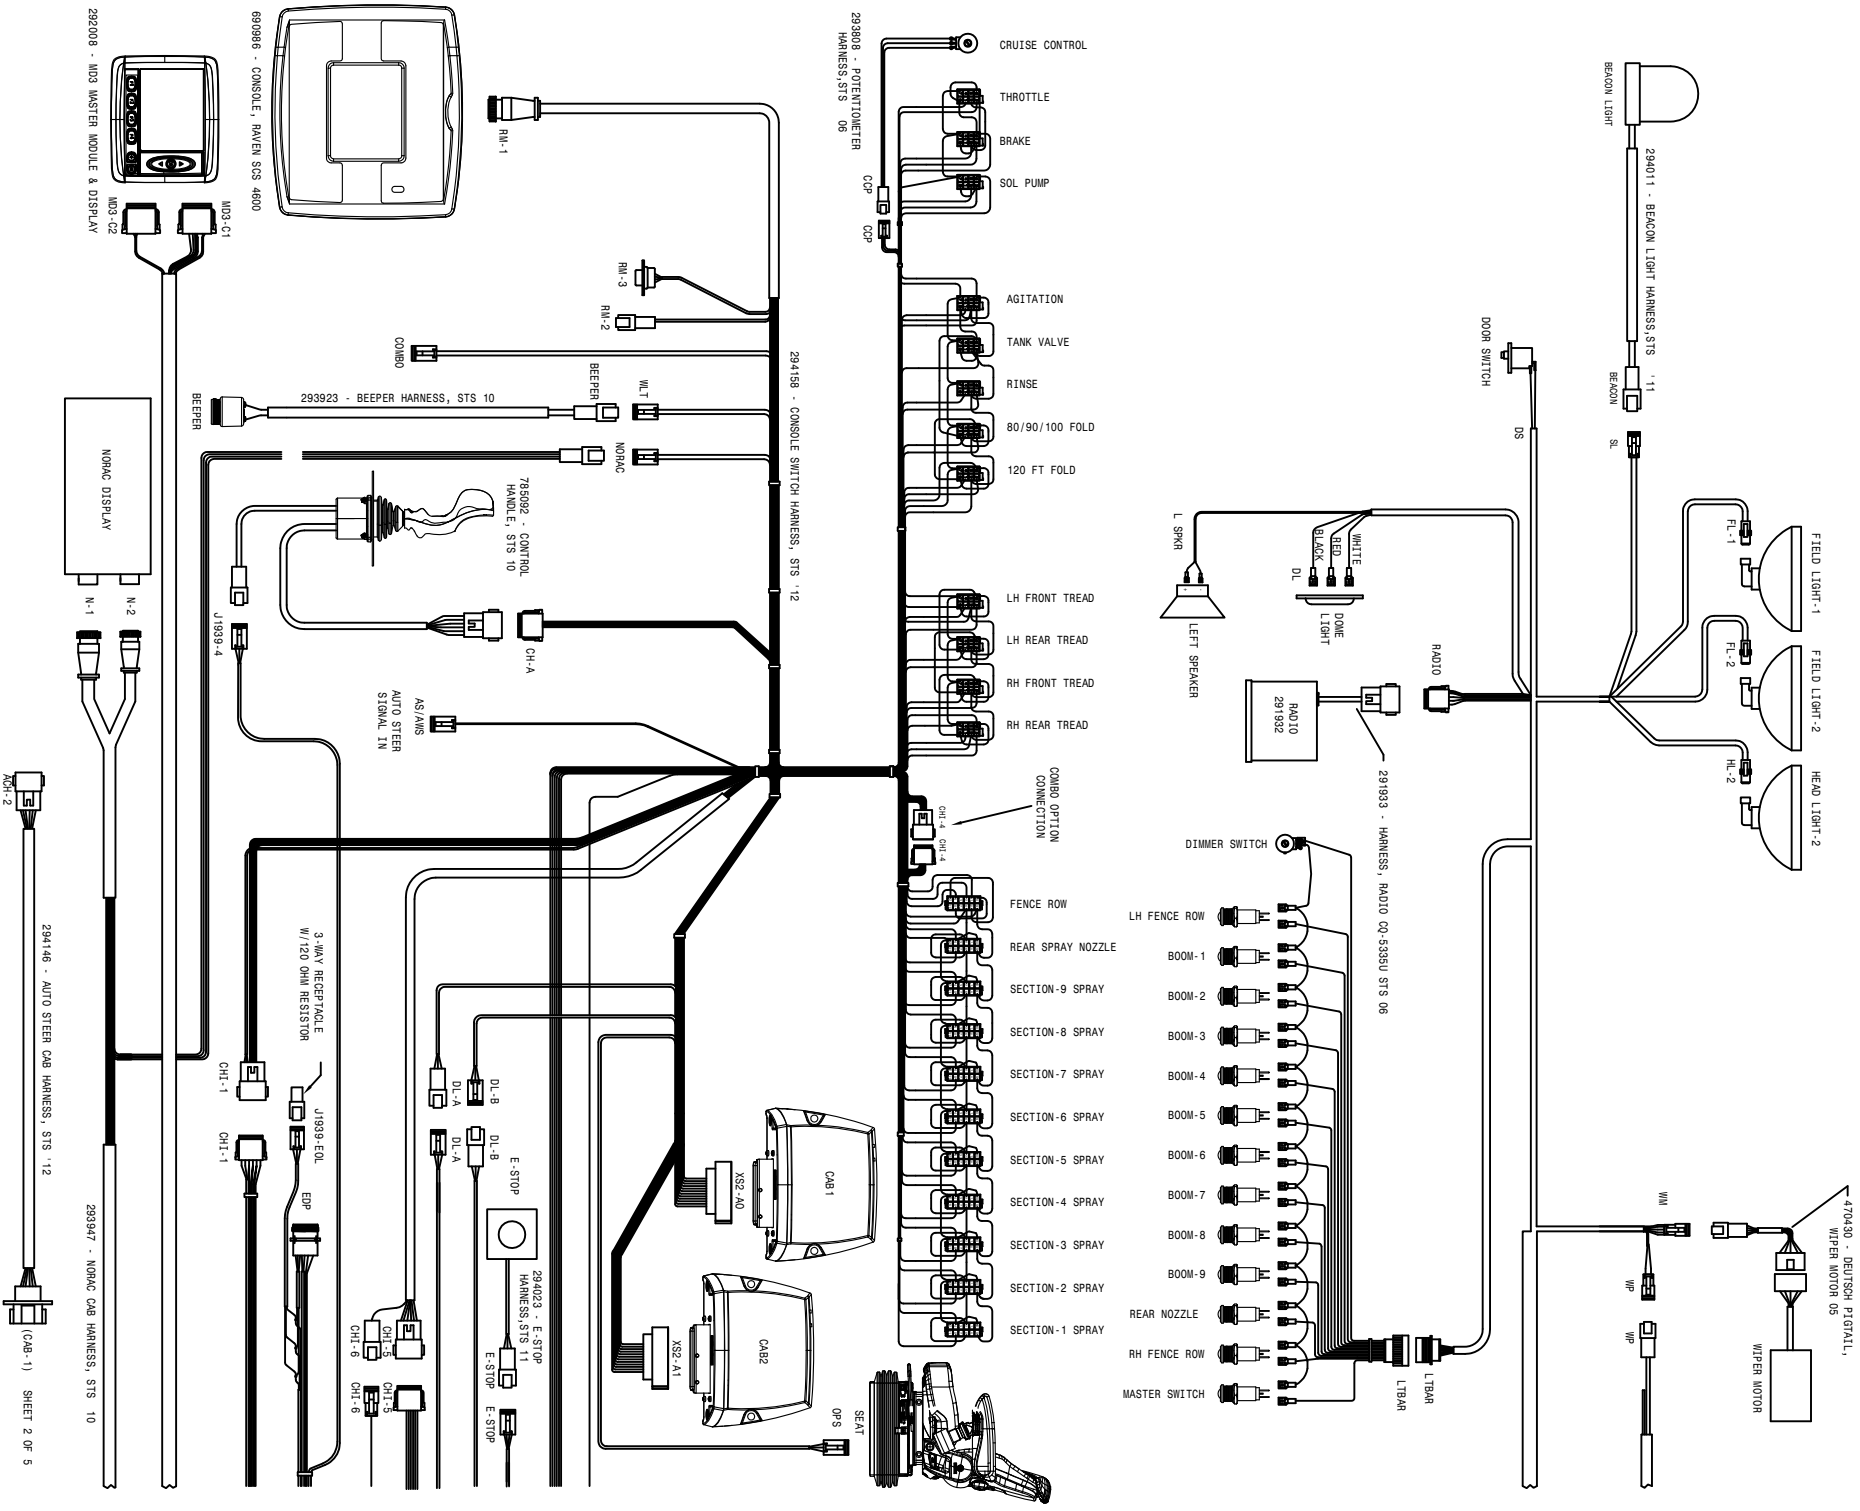 690986 - CONSOLE, RAVEN SCS 4600
292008 - MD3 MASTER MODULE & DISPLAY
MD3-C1
MD3-C2
RM-1
RM-3
RM-2
COMBO
293923 - BEEPER HARNESS, STS 10
BEEPER
BEEPER
WLT
NORAC
NORAC DISPLAY
N-1
N-2
785092 - CONTROL
HANDLE, STS 10
J1939-4
CH-A
AS/AWS
AUTO STEER
SIGNAL IN
294158 - CONSOLE SWITCH HARNESS, STS '12
293808 - POTENTIOMETER
HARNESS,STS 06
CCP
CCP
CRUISE CONTROL
THROTTLE
BRAKE
SOL PUMP
AGITATION
TANK VALVE
RINSE
80/90/100 FOLD
120 FT FOLD
LH FRONT TREAD
LH REAR TREAD
RH FRONT TREAD
RH REAR TREAD
COMBO OPTION
CONNECTION
CHI-4
CHI-4
FENCE ROW
REAR SPRAY NOZZLE
SECTION-9 SPRAY
SECTION-8 SPRAY
SECTION-7 SPRAY
SECTION-6 SPRAY
SECTION-5 SPRAY
SECTION-4 SPRAY
SECTION-3 SPRAY
SECTION-2 SPRAY
SECTION-1 SPRAY
BEACON LIGHT
294011 - BEACON LIGHT HARNESS,STS '11
BEACON
SL
DOOR SWITCH
DS
FL-1
FIELD LIGHT-1
FL-2
FIELD LIGHT-2
HL-2
HEAD LIGHT-2
L SPKR
LEFT SPEAKER
BLACK
RED
WHITE
DL
DOME
LIGHT
RADIO
RADIO
291932
291933 - HARNESS, RADIO CQ-5335U STS 06
DIMMER SWITCH
LH FENCE ROW
BOOM-1
BOOM-2
BOOM-3
BOOM-4
BOOM-5
BOOM-6
BOOM-7
BOOM-8
BOOM-9
REAR NOZZLE
RH FENCE ROW
MASTER SWITCH
LTBAR
LTBAR
WM
470430 - DEUTSCH PIGTAIL,
WIPER MOTOR 05
WP
WP
WIPER MOTOR
ACH-2
294146 - AUTO STEER CAB HARNESS, STS '12
(CAB-1) SHEET 2 OF 5
293947 - NORAC CAB HARNESS, STS 10
3-WAY RECEPTACLE
W/120 OHM RESISTOR
CHI-1
CHI-1
J1939-EOL
EDP
DL-A
DL-B
DL-A
DL-B
E-STOP
294023 - E-STOP
HARNESS,STS 11
E-STOP
E-STOP
CHI-5
CHI-6
CHI-5
CHI-6
CAB1
XS2-A0
CAB2
XS2-A1
SEAT
OPS